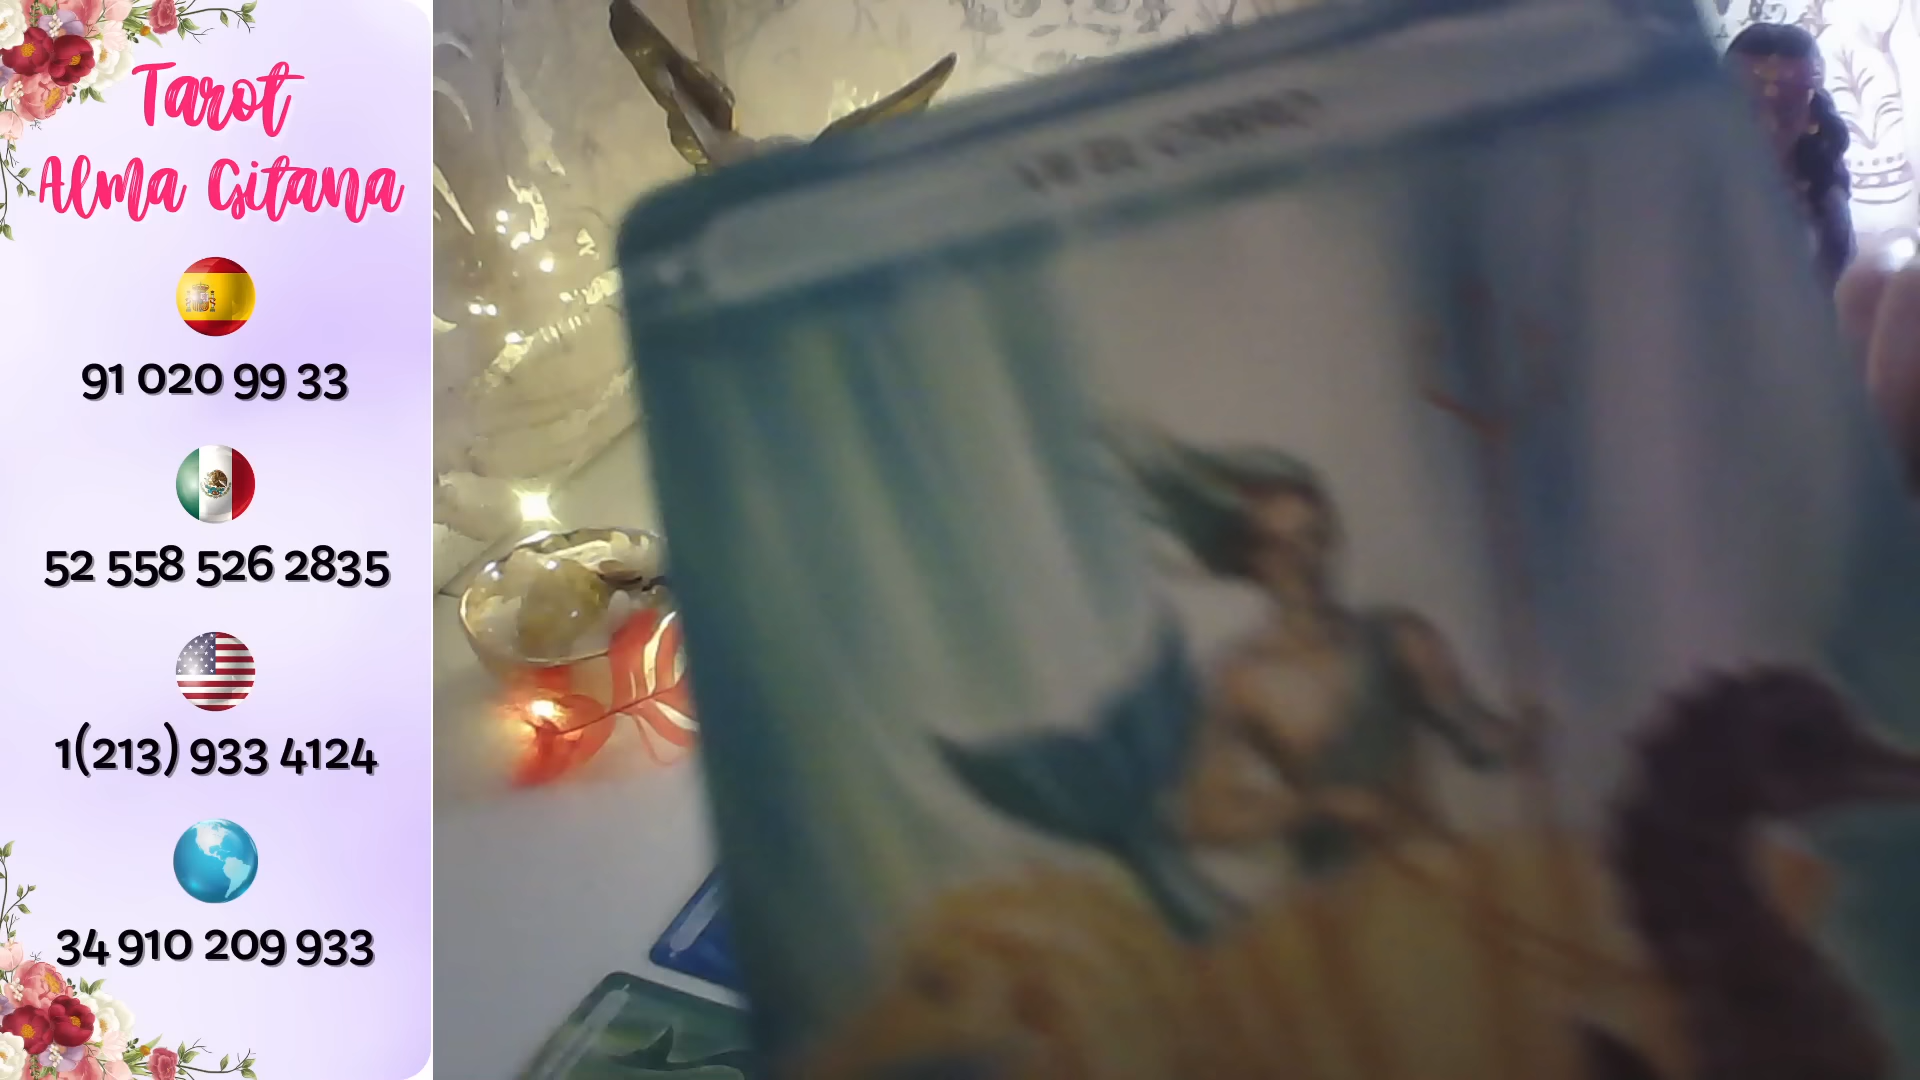 Tarot
Alma Gitana
91 020 99 33
52 558 526 2835
1(213) 933 4124
34 910 209 933